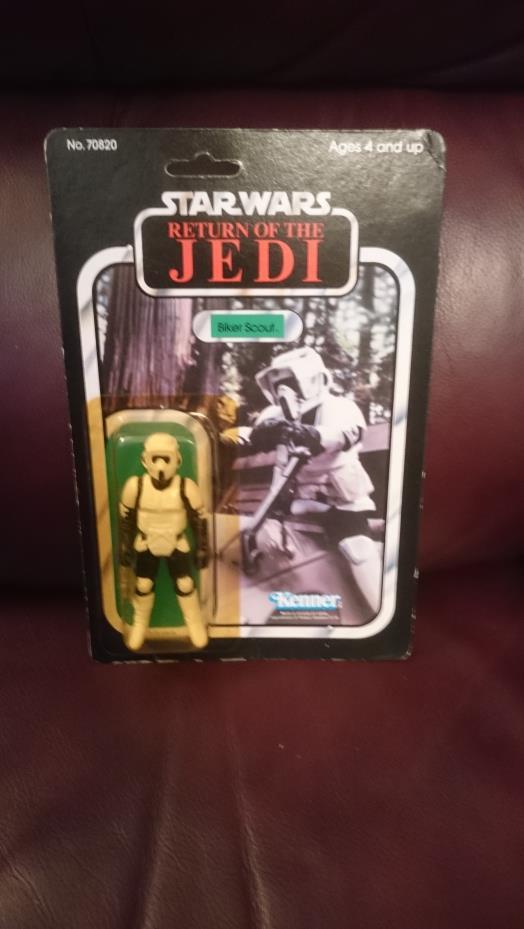 No. 70820
Ages 4 and up
STAR WARS
RETURN OF THE
JEDI
Biker Scout
Kenner